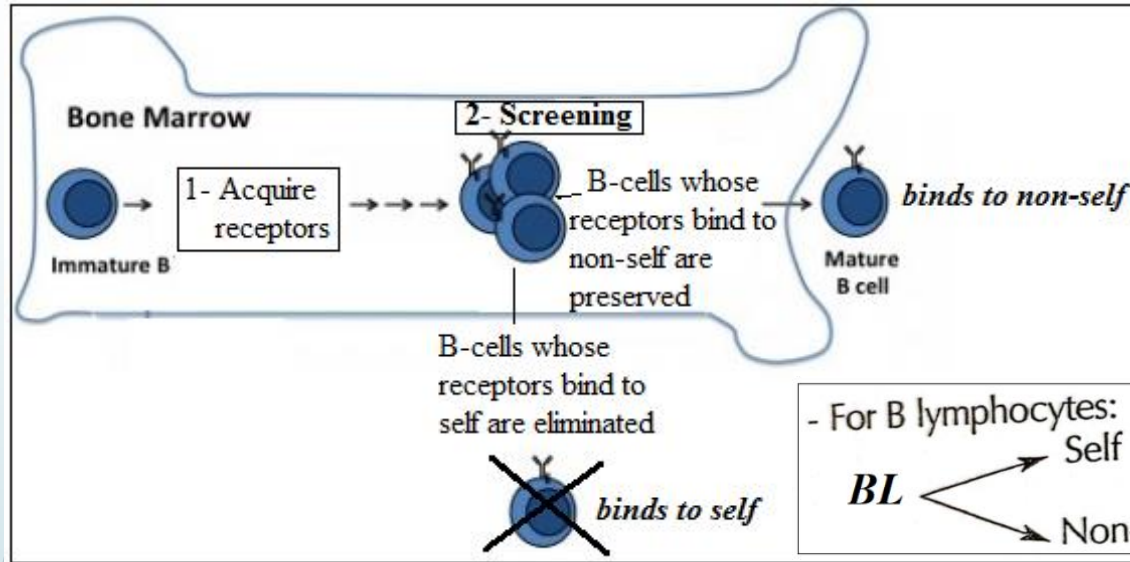 Bone Marrow
Immature B
1- Acquire
receptors
2- Screening
_ B-cells whose
receptors bind to
non-self are
preserved
Mature
B cell
binds to non-self
B-cells whose
receptors bind to
self are eliminated
binds to self
- For B lymphocytes:
BL
Self
Non